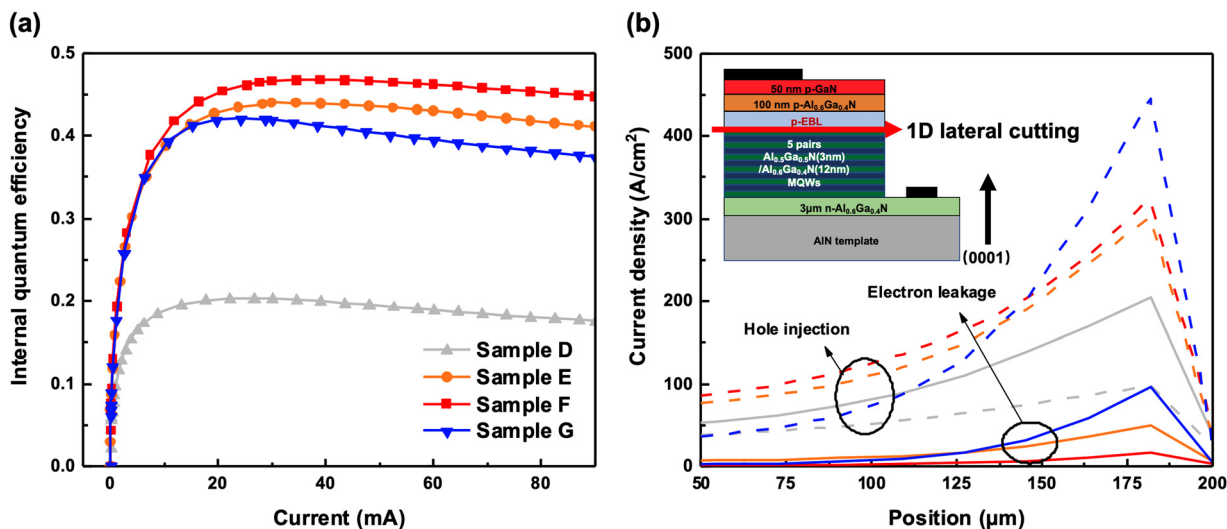 (a)
0.5
0.4
0.3
0.2
0.1
0.0
Internal quantum efficiency
0
20
40
60
80
Current (mA)
Sample D
Sample E
Sample F
Sample G
(b)
500
400
300
200
100
0
Current density (A/cm²)
50
75
100
125
150
175
200
Position (μm)
50 nm p-GaN
100 nm p-Al₀.₆Ga₀.₄N
p-EBL
1D lateral cutting
5 pairs
Al₀.₅Ga₀.₅N(3nm)
/Al₀.₆Ga₀.₄N(12nm)
MQWs
3μm n-Al₀.₆Ga₀.₄N
AlN template
(0001)
Electron leakage
Hole injection